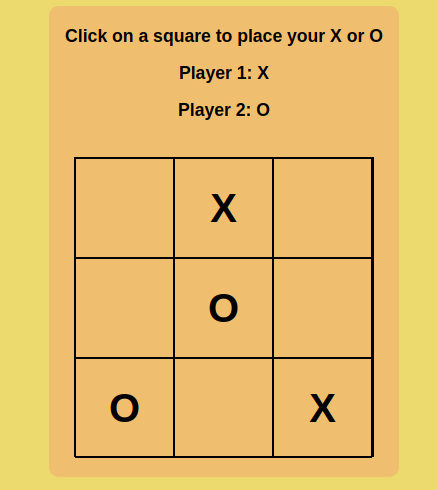 Click on a square to place your X or O
Player 1: X
Player 2: O
X
O
O X